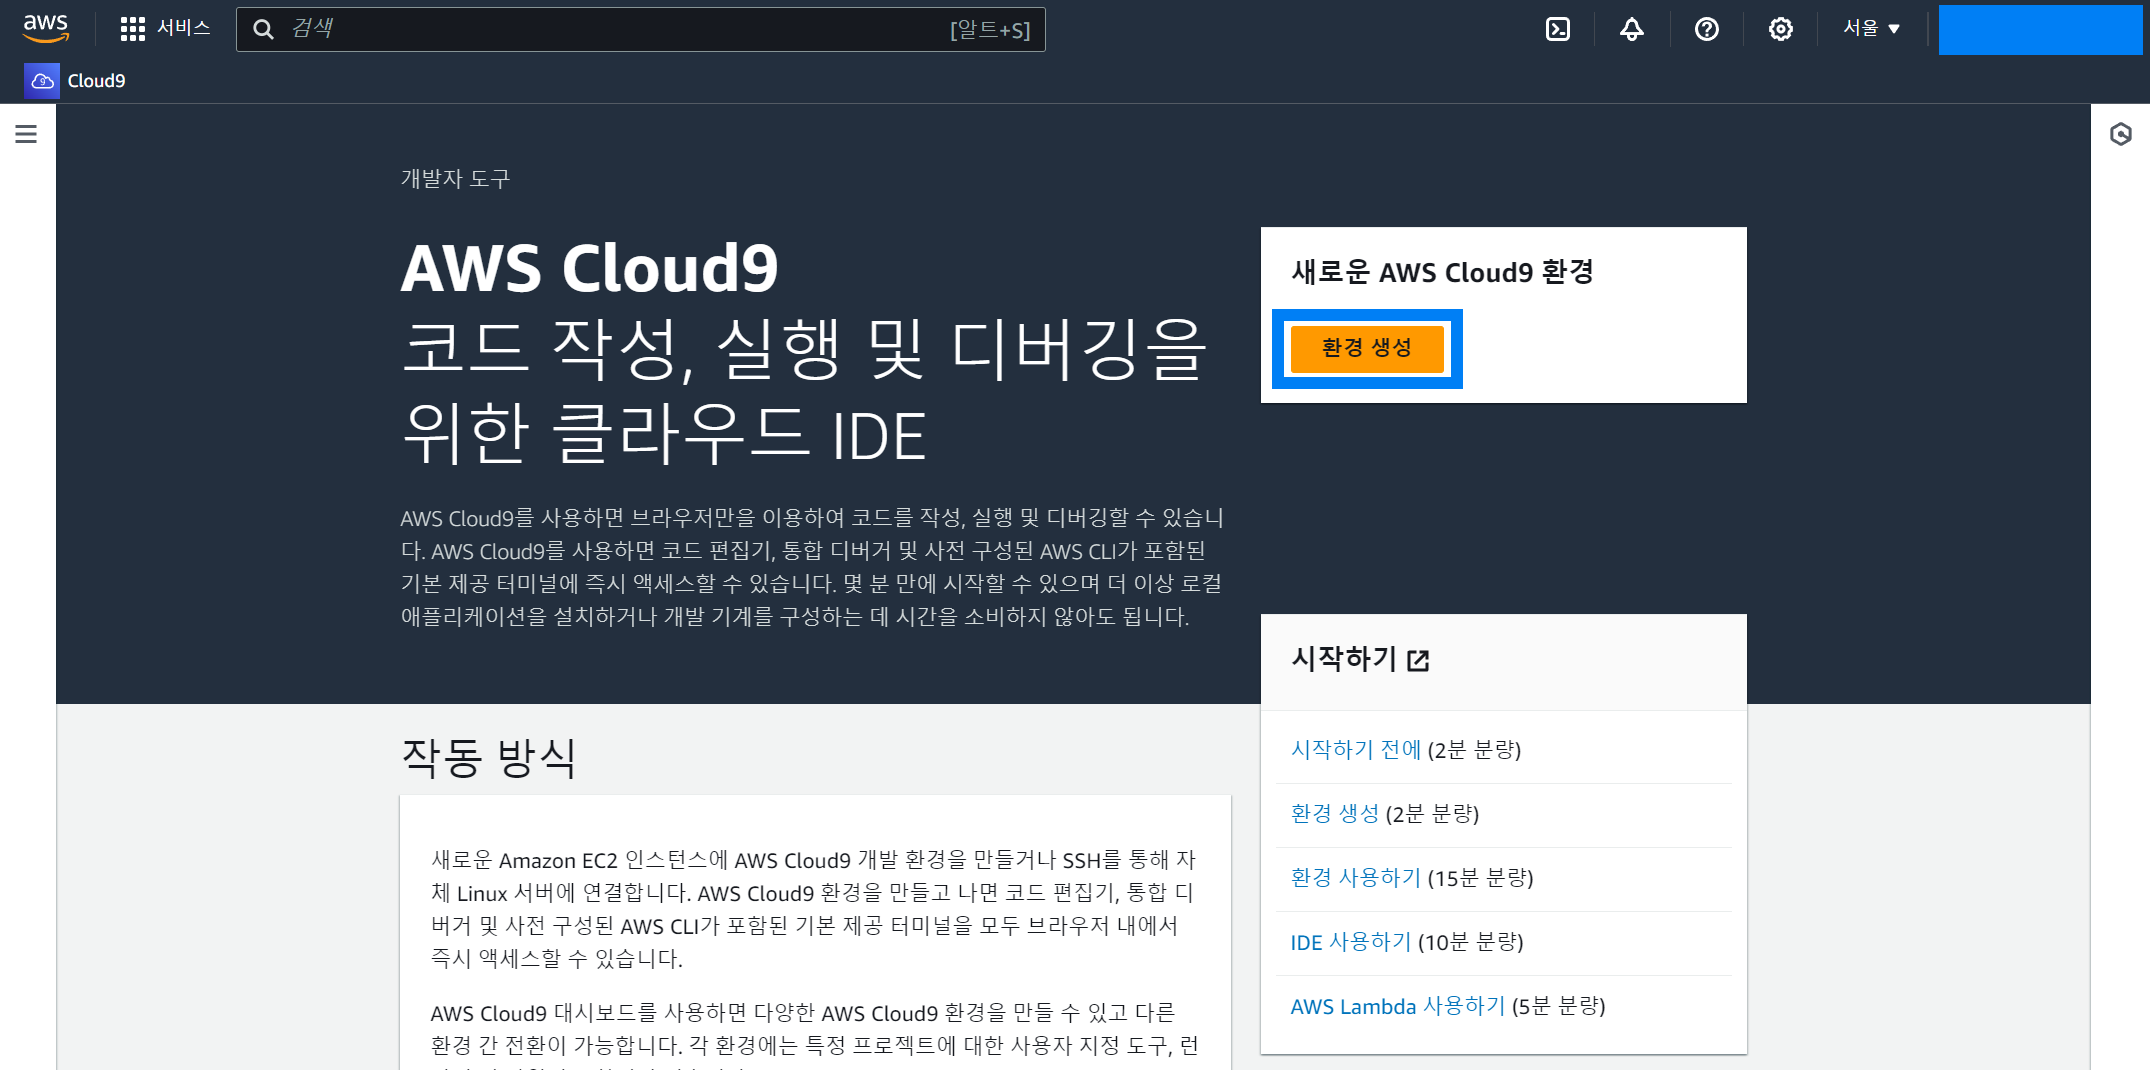 aws
서비스
검색
[알트+S]
서울
Cloud9
개발자 도구
AWS Cloud9
코드 작성, 실행 및 디버깅을
위한 클라우드 IDE
AWS Cloud9를 사용하면 브라우저만을 이용하여 코드를 작성, 실행 및 디버깅할 수 있습니
다. AWS Cloud9를 사용하면 코드 편집기, 통합 디버거 및 사전 구성된 AWS CLI가 포함된
기본 제공 터미널에 즉시 액세스할 수 있습니다. 몇 분 만에 시작할 수 있으며 더 이상 로컬
애플리케이션을 설치하거나 개발 기계를 구성하는 데 시간을 소비하지 않아도 됩니다.
새로운 AWS Cloud9 환경
환경 생성
시작하기
시작하기 전에 (2분 분량)
환경 생성 (2분 분량)
환경 사용하기 (15분 분량)
IDE 사용하기 (10분 분량)
AWS Lambda 사용하기 (5분 분량)
작동 방식
새로운 Amazon EC2 인스턴스에 AWS Cloud9 개발 환경을 만들거나 SSH를 통해 자
체 Linux 서버에 연결합니다. AWS Cloud9 환경을 만들고 나면 코드 편집기, 통합 디
버거 및 사전 구성된 AWS CLI가 포함된 기본 제공 터미널을 모두 브라우저 내에서
즉시 액세스할 수 있습니다.
AWS Cloud9 대시보드를 사용하면 다양한 AWS Cloud9 환경을 만들 수 있고 다른
환경 간 전환이 가능합니다. 각 환경에는 특정 프로젝트에 대한 사용자 지정 도구, 런